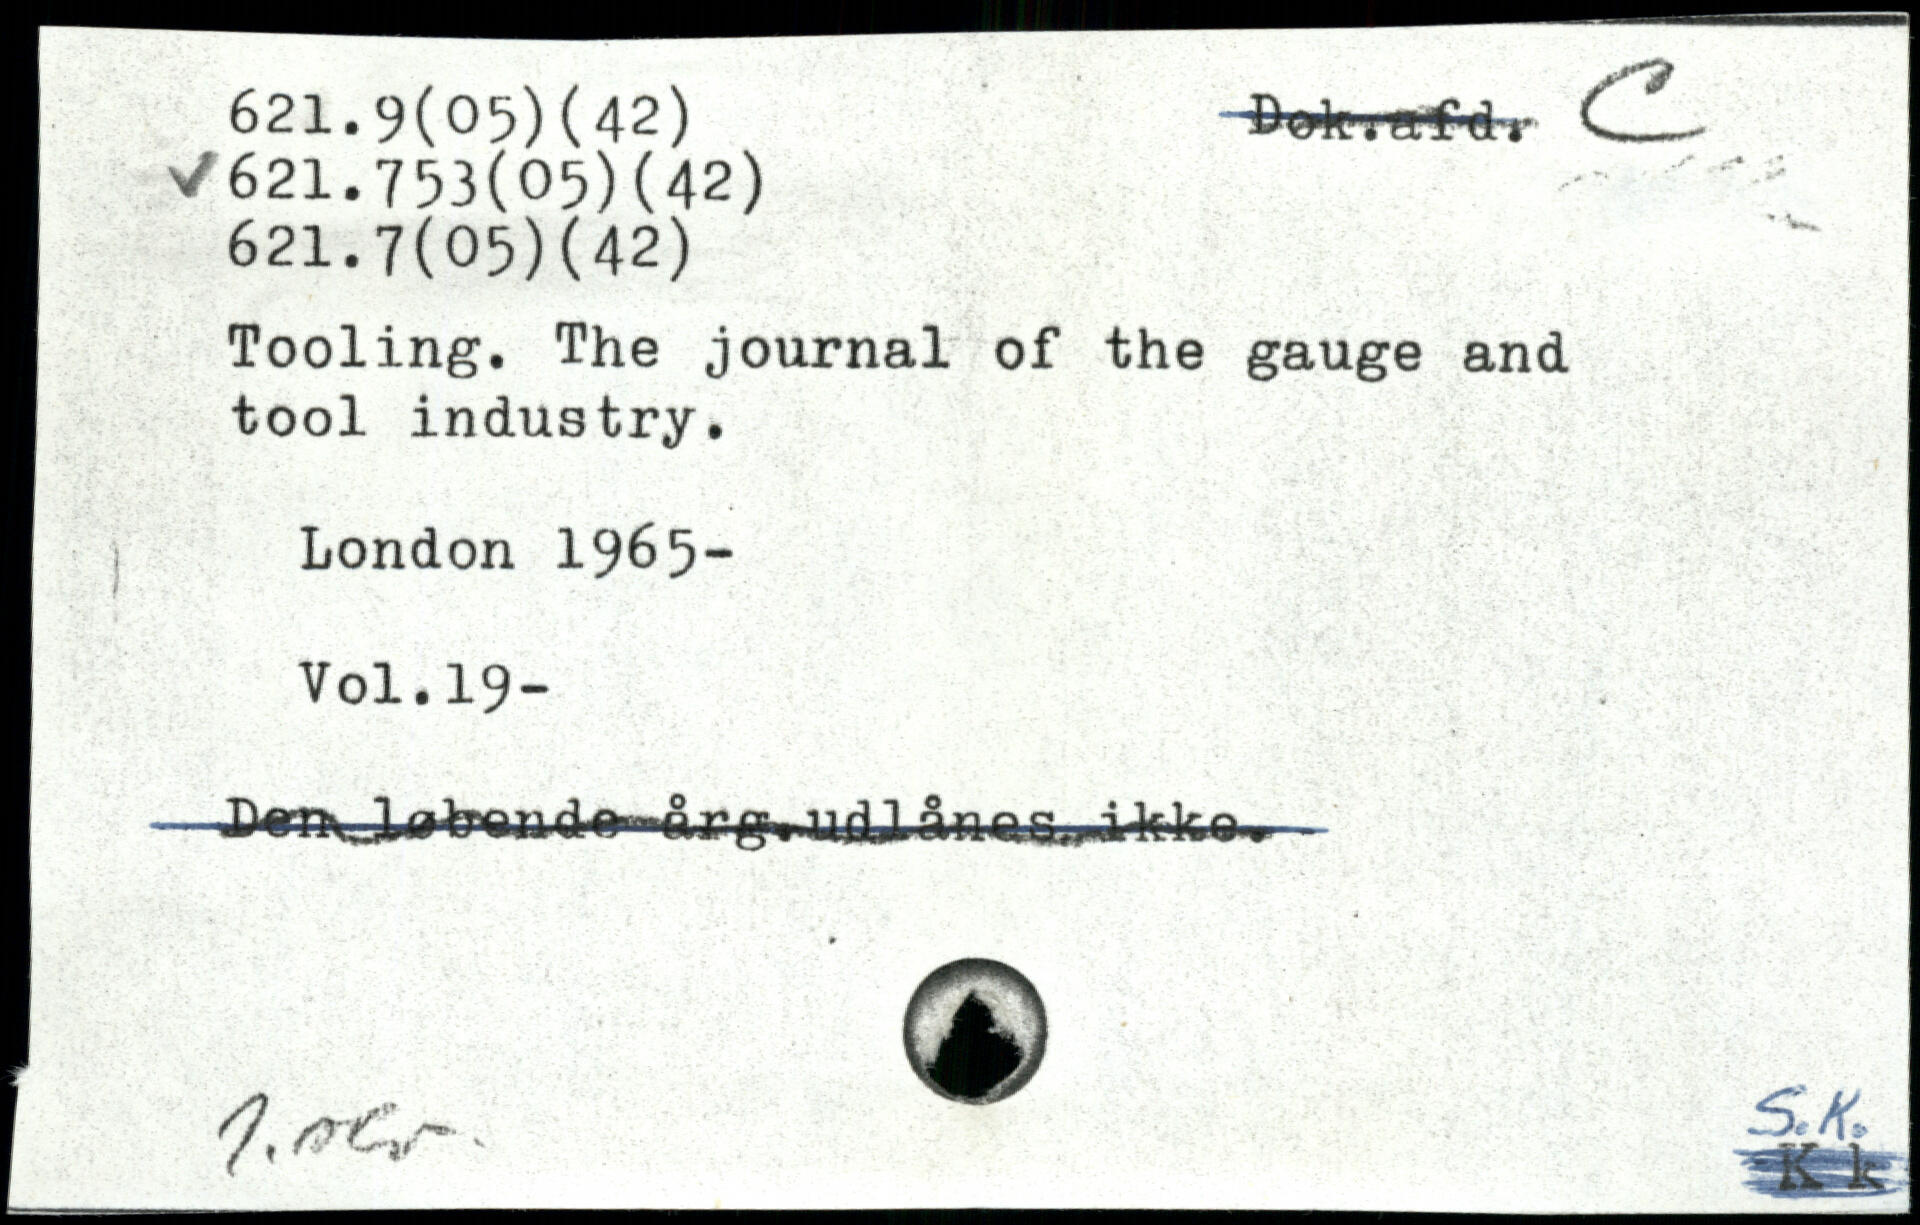 621.9(05)(42) Dok.afd. C
✓ 621.753(05)(42)
621.7(05)(42)
Tooling. The journal of the gauge and
tool industry.
London 1965-
Vol.19-
Den løbende årg.udlånes ikke.
S.K.
K k